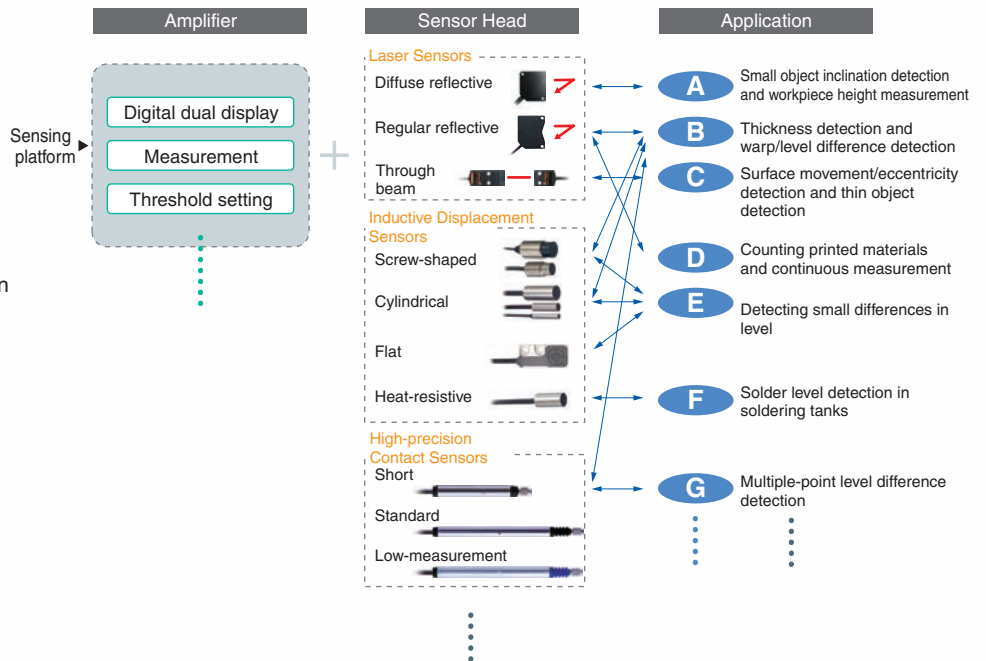 Amplifier
Sensor Head
Application
Sensing
platform
Digital dual display
Measurement
Threshold setting
n
+
Laser Sensors
Diffuse reflective
Regular reflective
Through
beam
Inductive Displacement
Sensors
Screw-shaped
Cylindrical
Flat
Heat-resistive
High-precision
Contact Sensors
Short
Standard
Low-measurement
A
Small object inclination detection
and workpiece height measurement
B
Thickness detection and
warp/level difference detection
C
Surface movement/eccentricity
detection and thin object
detection
D
Counting printed materials
and continuous measurement
E
Detecting small differences in
level
F
Solder level detection in
soldering tanks
G
Multiple-point level difference
detection